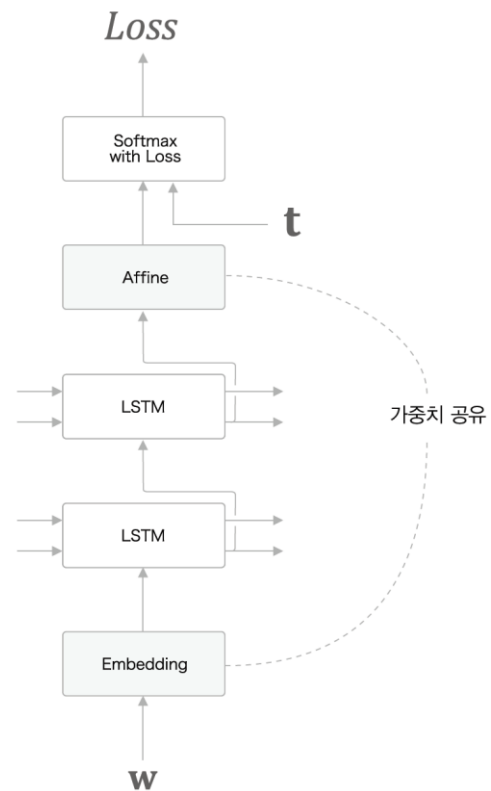 Loss
Softmax
with Loss
t
Affine
LSTM
가중치 공유
LSTM
Embedding
w